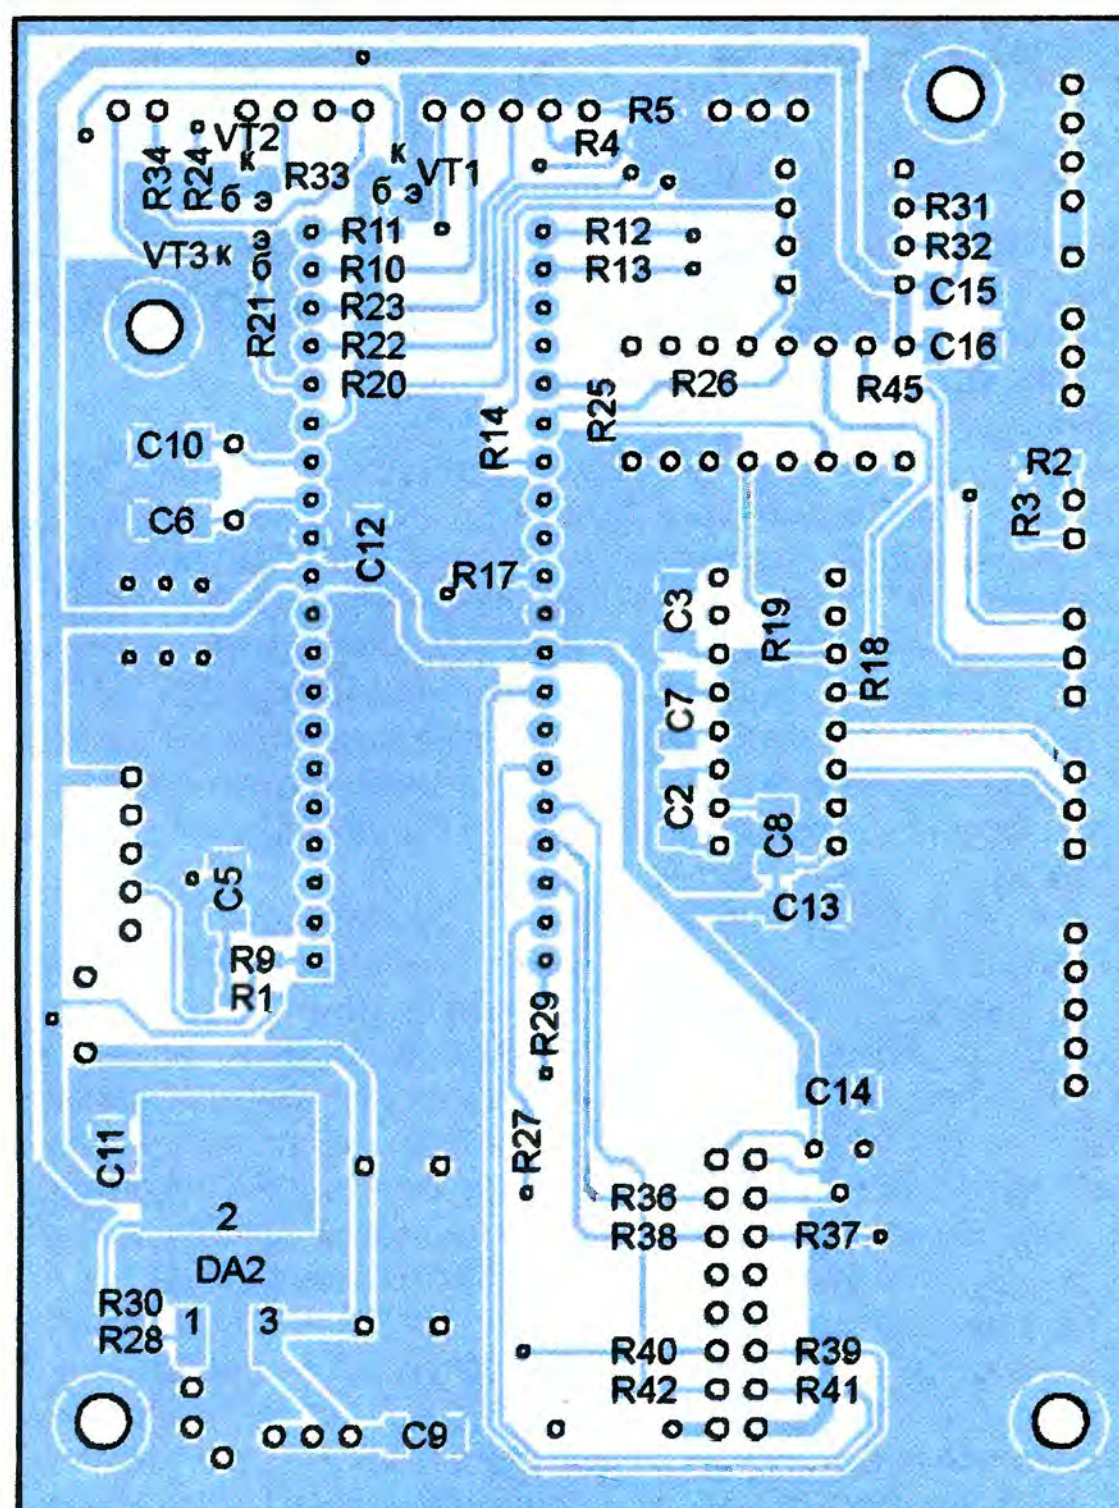 R5
R4
VT2
к
R34
R24
б э
R33
к
VT1
б э
R31
R11
R12
R32
VT3 к
э
б
R10
R13
C15
R23
R21
R22
C16
R20
R26
R45
R14
R25
C10
R2
C6
R3
C12
R17
C3
R19
R18
C7
C2
C8
C5
C13
R9
R1
R29
C14
C11
R27
R36
2
R38
R37
DA2
R30
1
3
R28
R40
R39
R42
R41
C9